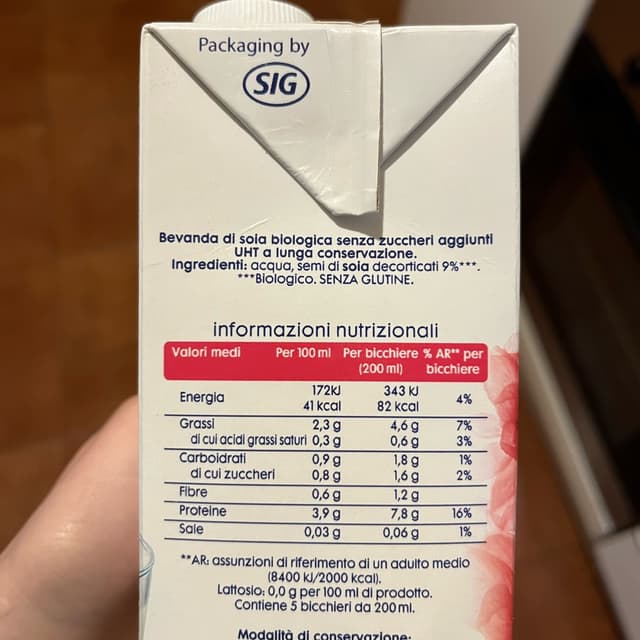 Packaging by
SIG
Bevanda di soia biologica senza zuccheri aggiunti
UHT a lunga conservazione.
Ingredienti: acqua, semi di soia decorticati 9%***.
***Biologico. SENZA GLUTINE.
informazioni nutrizionali
Valori medi Per 100 ml Per bicchiere % AR** per
(200 ml) bicchiere
Energia 172kJ 343 kJ 4%
41 kcal 82 kcal
Grassi 2,3 g 4,6 g 7%
di cui acidi grassi saturi 0,3 g 0,6 g 3%
Carboidrati 0,9 g 1,8 g 1%
di cui zuccheri 0,8 g 1,6 g 2%
Fibre 0,6 g 1,2 g
Proteine 3,9 g 7,8 g 16%
Sale 0,03 g 0,06 g 1%
**AR: assunzioni di riferimento di un adulto medio
(8400 kJ/2000 kcal).
Lattosio: 0,0 g per 100 ml di prodotto.
Contiene 5 bicchieri da 200 ml.
Modalità di conservazione: